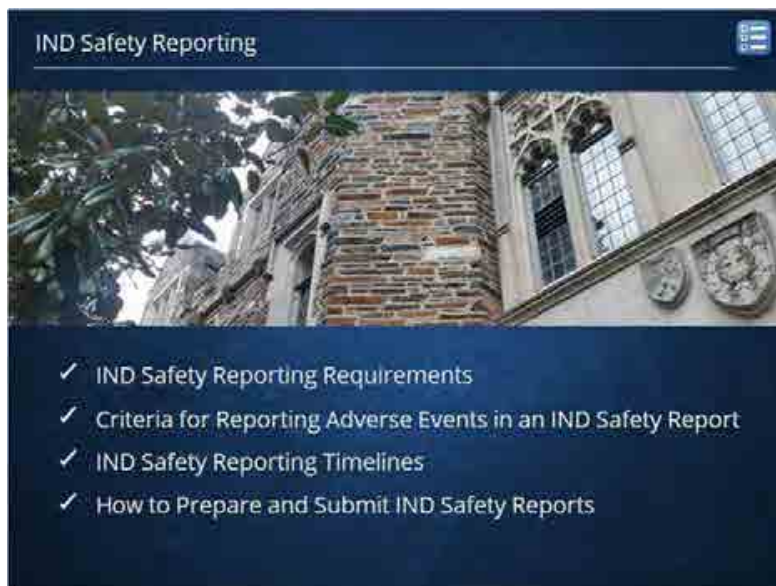 IND Safety Reporting
IND Safety Reporting Requirements
Criteria for Reporting Adverse Events in an IND Safety Report
IND Safety Reporting Timelines
How to Prepare and Submit IND Safety Reports